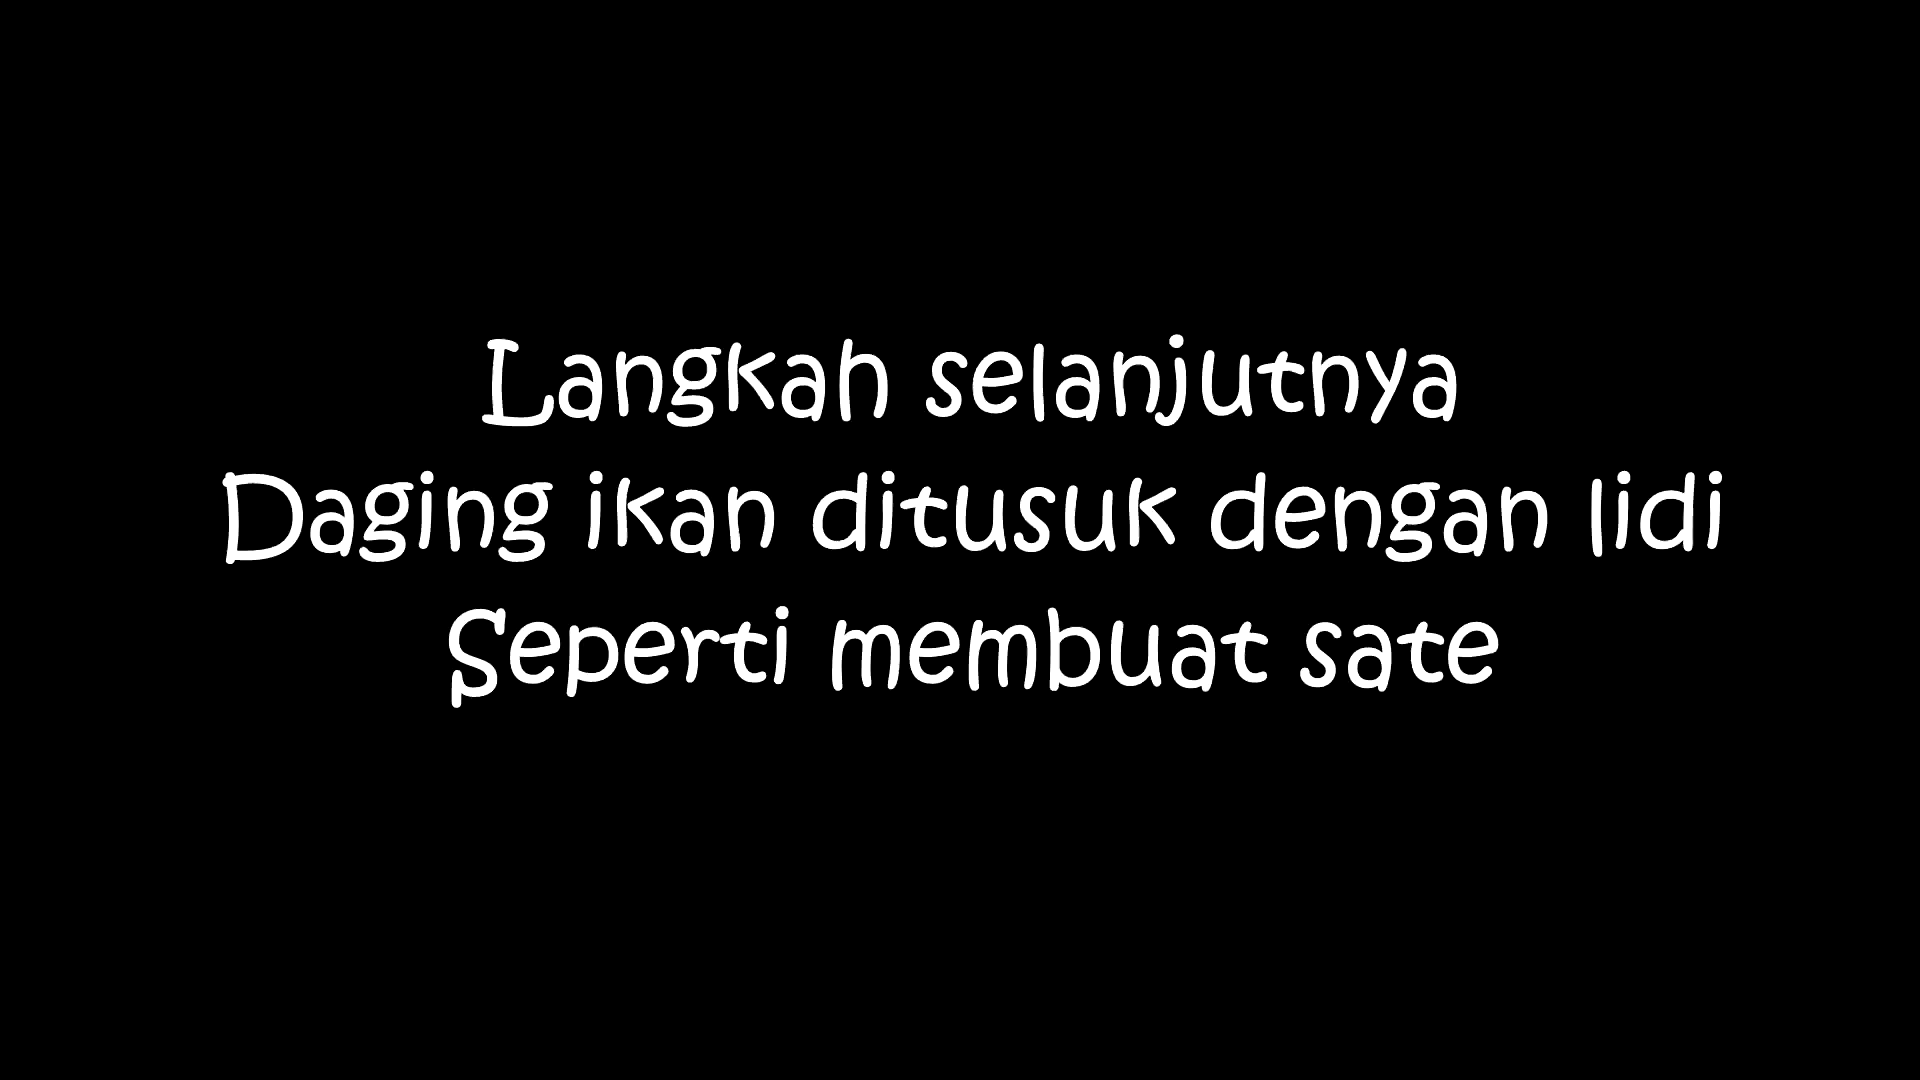 Langkah selanjutnya
Daging ikan ditusuk dengan lidi
Seperti membuat sate